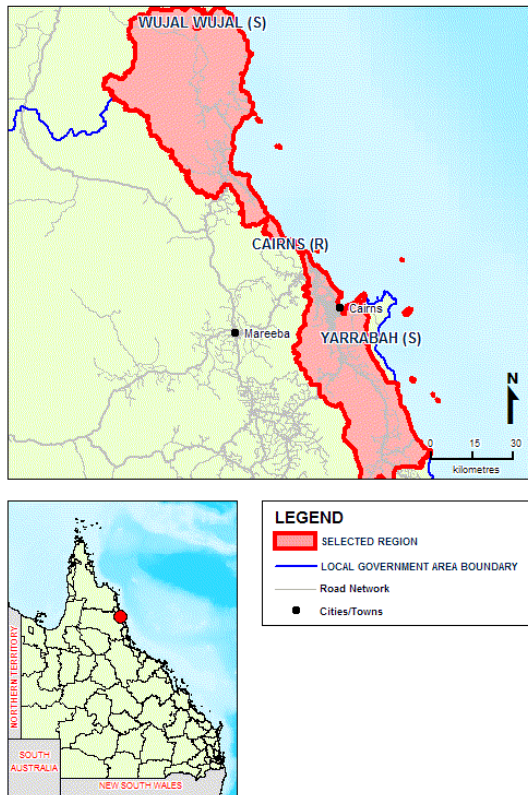 WUJAL WUJAL (S)
CAIRNS (R)
Cairns
Mareeba
YARRABAH (S)
N
0 15 30
kilometres
LEGEND
SELECTED REGION
LOCAL GOVERNMENT AREA BOUNDARY
Road Network
Cities/Towns
NORTHERN TERRITORY
SOUTH
AUSTRALIA
NEW SOUTH WALES